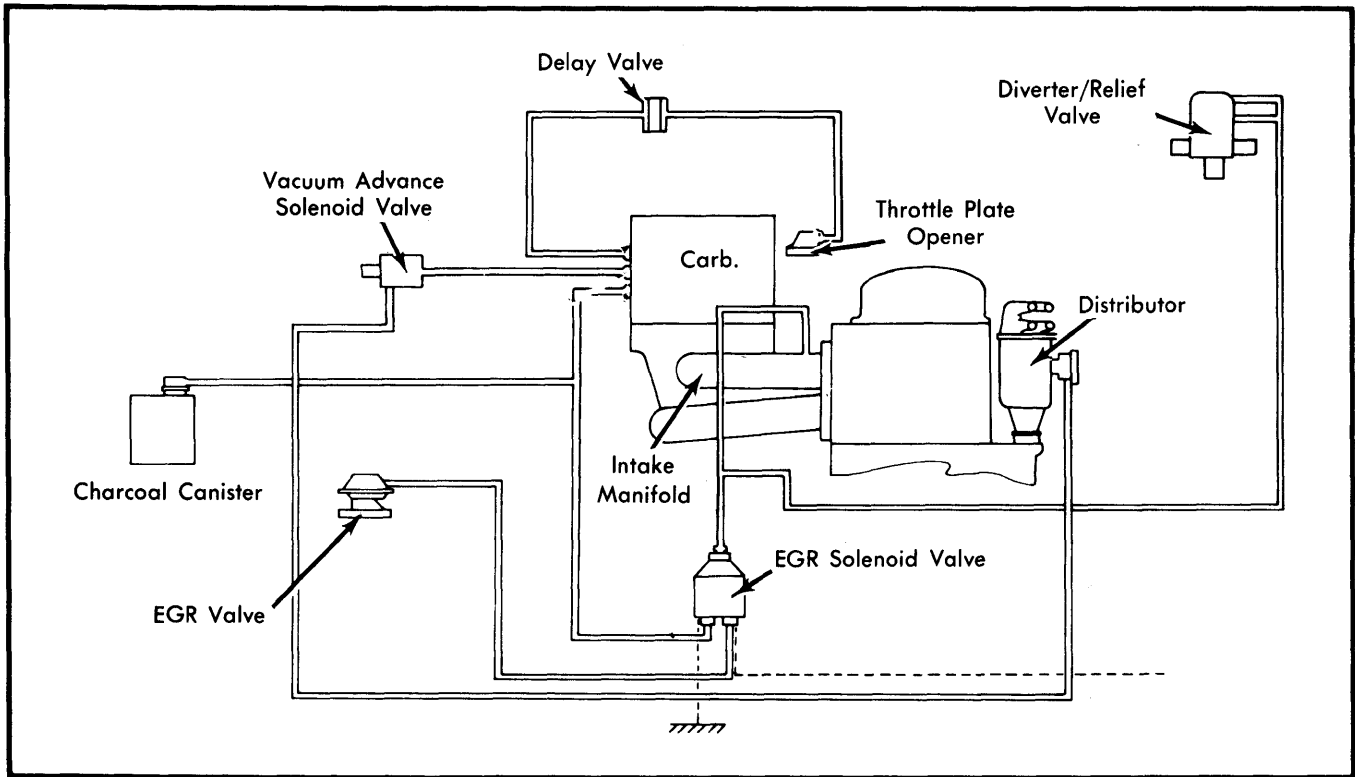 Delay Valve
Diverter/Relief
Valve
Vacuum Advance
Solenoid Valve
Throttle Plate
Opener
Carb.
Distributor
Intake
Manifold
Charcoal Canister
EGR Solenoid Valve
EGR Valve